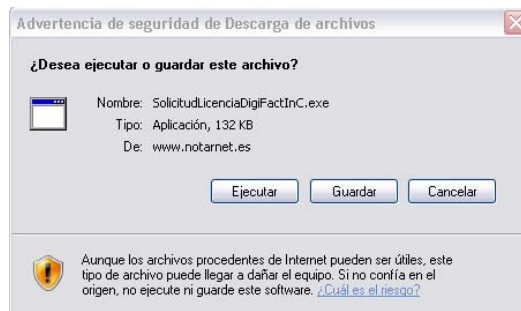 Advertencia de seguridad de Descarga de archivos
¿Desea ejecutar o guardar este archivo?
Nombre: SolicitudLicenciaDigiFactInC.exe
Tipo: Aplicación, 132 KB
De: www.notarnet.es
Ejecutar Guardar Cancelar
Aunque los archivos procedentes de Internet pueden ser útiles, este
tipo de archivo puede llegar a dañar el equipo. Si no confía en el
origen, no ejecute ni guarde este software. ¿Cuál es el riesgo?